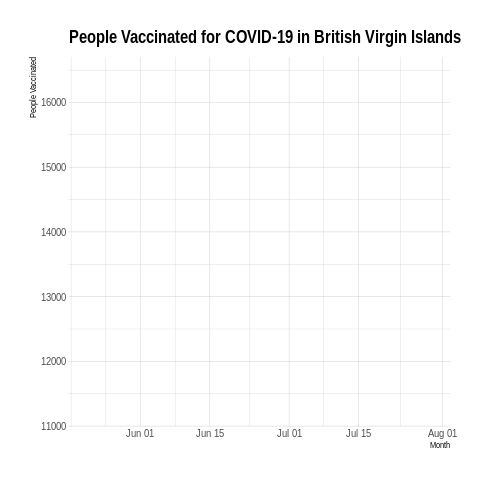 People Vaccinated for COVID-19 in British Virgin Islands
People Vaccinated
16000
15000
14000
13000
12000
11000
Jun 01 Jun 15 Jul 01 Jul 15 Aug 01
Month